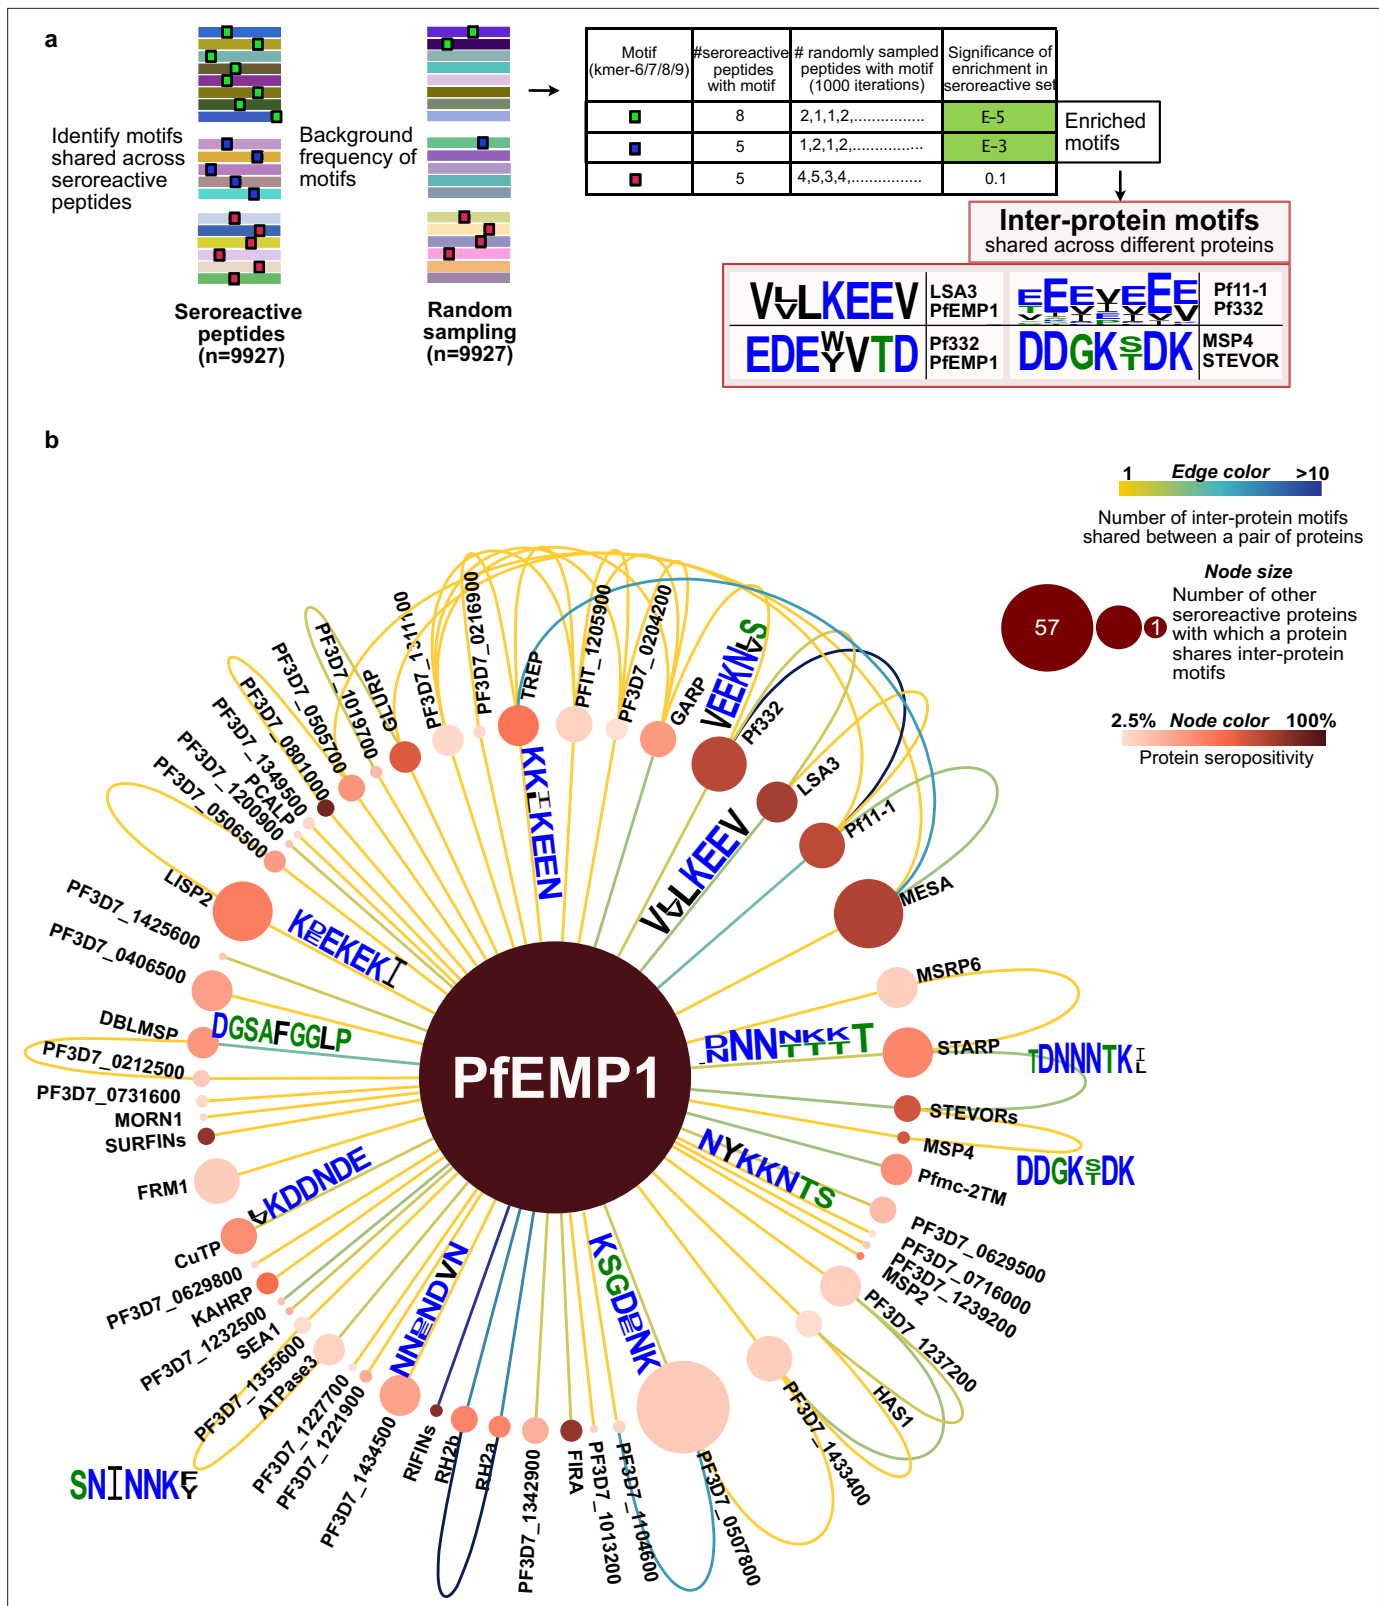 a
Identify motifs
shared across
seroreactive
peptides
Seroreactive
peptides
(n=9927)
Background
frequency of
motifs
Random
sampling
(n=9927)
Motif
(kmer-6/7/8/9)
#seroreactive
peptides
with motif
# randomly sampled
peptides with motif
(1000 iterations)
Significance of
enrichment in
seroreactive set
8
2,1,1,2,................
E-5
5
1,2,1,2,................
E-3
5
4,5,3,4,................
0.1
Enriched
motifs
Inter-protein motifs
shared across different proteins
LSA3
PfEMP1
Pf11-1
Pf332
Pf332
PfEMP1
DDGK
DK
MSP4
STEVOR
b
1 Edge color >10
Number of inter-protein motifs
shared between a pair of proteins
Node size
57
1
Number of other
seroreactive proteins
with which a protein
shares inter-protein
motifs
2.5% Node color 100%
Protein seropositivity
PfEMP1
GLURP
PF3D7_1311100
PF3D7_0216900
TREP
PFIT_1205900
PF3D7_0204200
GARP
Pf332
LSA3
Pf11-1
MESA
MSRP6
STARP
STEVORs
MSP4
Pfmc-2TM
PF3D7_0629500
PF3D7_0716000
PF3D7_1239200
MSP2
PF3D7_1237200
HAS1
PF3D7_1433400
PF3D7_0507800
PF3D7_1104600
PF3D7_1013200
FIRA
PF3D7_1342900
RH2a
RH2b
RIFINs
PF3D7_1434500
PF3D7_1221900
PF3D7_1227700
ATPase3
PF3D7_1355600
SEA1
PF3D7_1232500
KAHRP
PF3D7_0629800
CuTP
FRM1
SURFINs
MORN1
PF3D7_0731600
PF3D7_0212500
DBLMSP
PF3D7_0406500
PF3D7_1425600
LISP2
PF3D7_0506500
PF3D7_1200900
PCALP
PF3D7_1349500
PF3D7_0801000
PF3D7_0505700
PF3D7_1019700
DGSAFGGLP
NYKKNTS